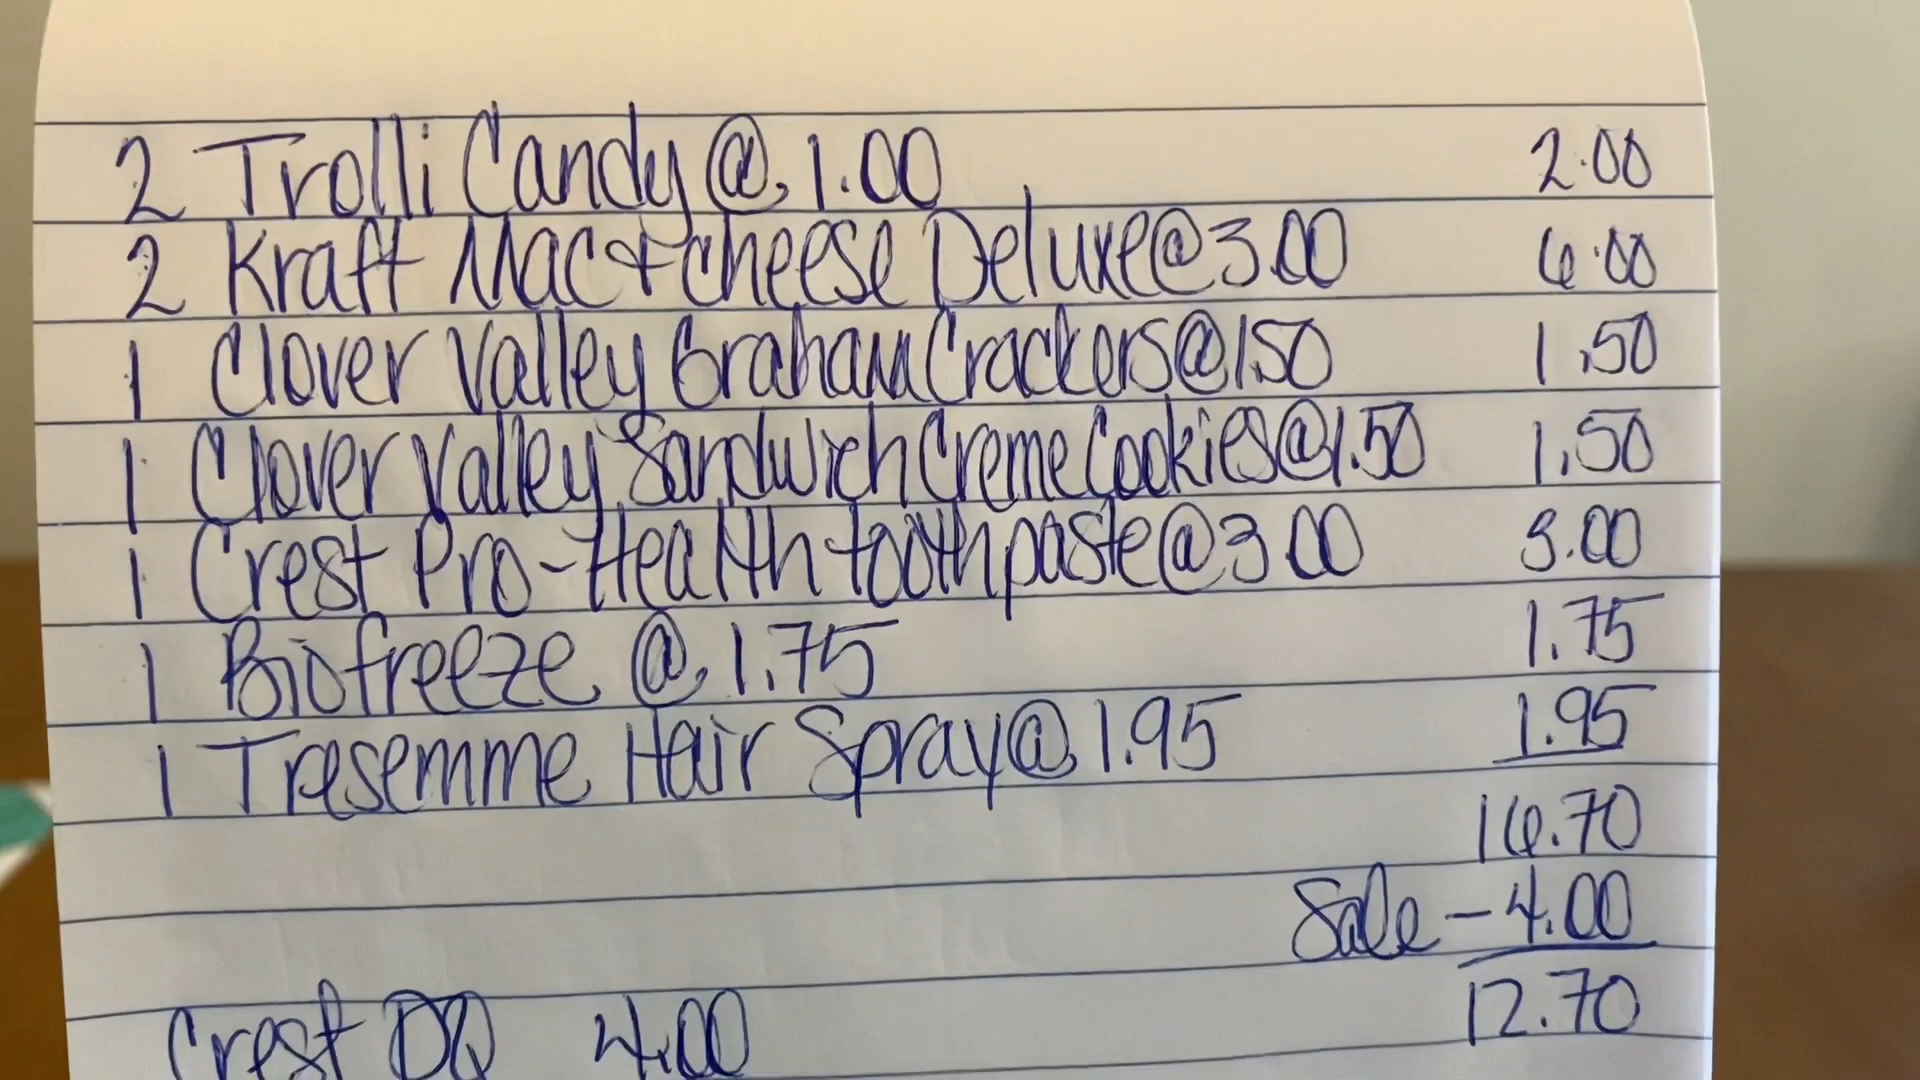 2 Trolli Candy @ 1.00 2.00
2 Kraft Mac + cheese Deluxe @ 3.00 6.00
1 Clover Valley Graham Crackers @ 1.50 1.50
1 Clover Valley Sandwich Creme Cookies @ 1.50 1.50
1 Crest Pro-Health toothpaste @ 3.00 3.00
1 Biofreeze @ 1.75 1.75
1 Tresemme Hair Spray @ 1.95 1.95
16.70
Sale - 4.00
12.70
Crest DQ 4.00